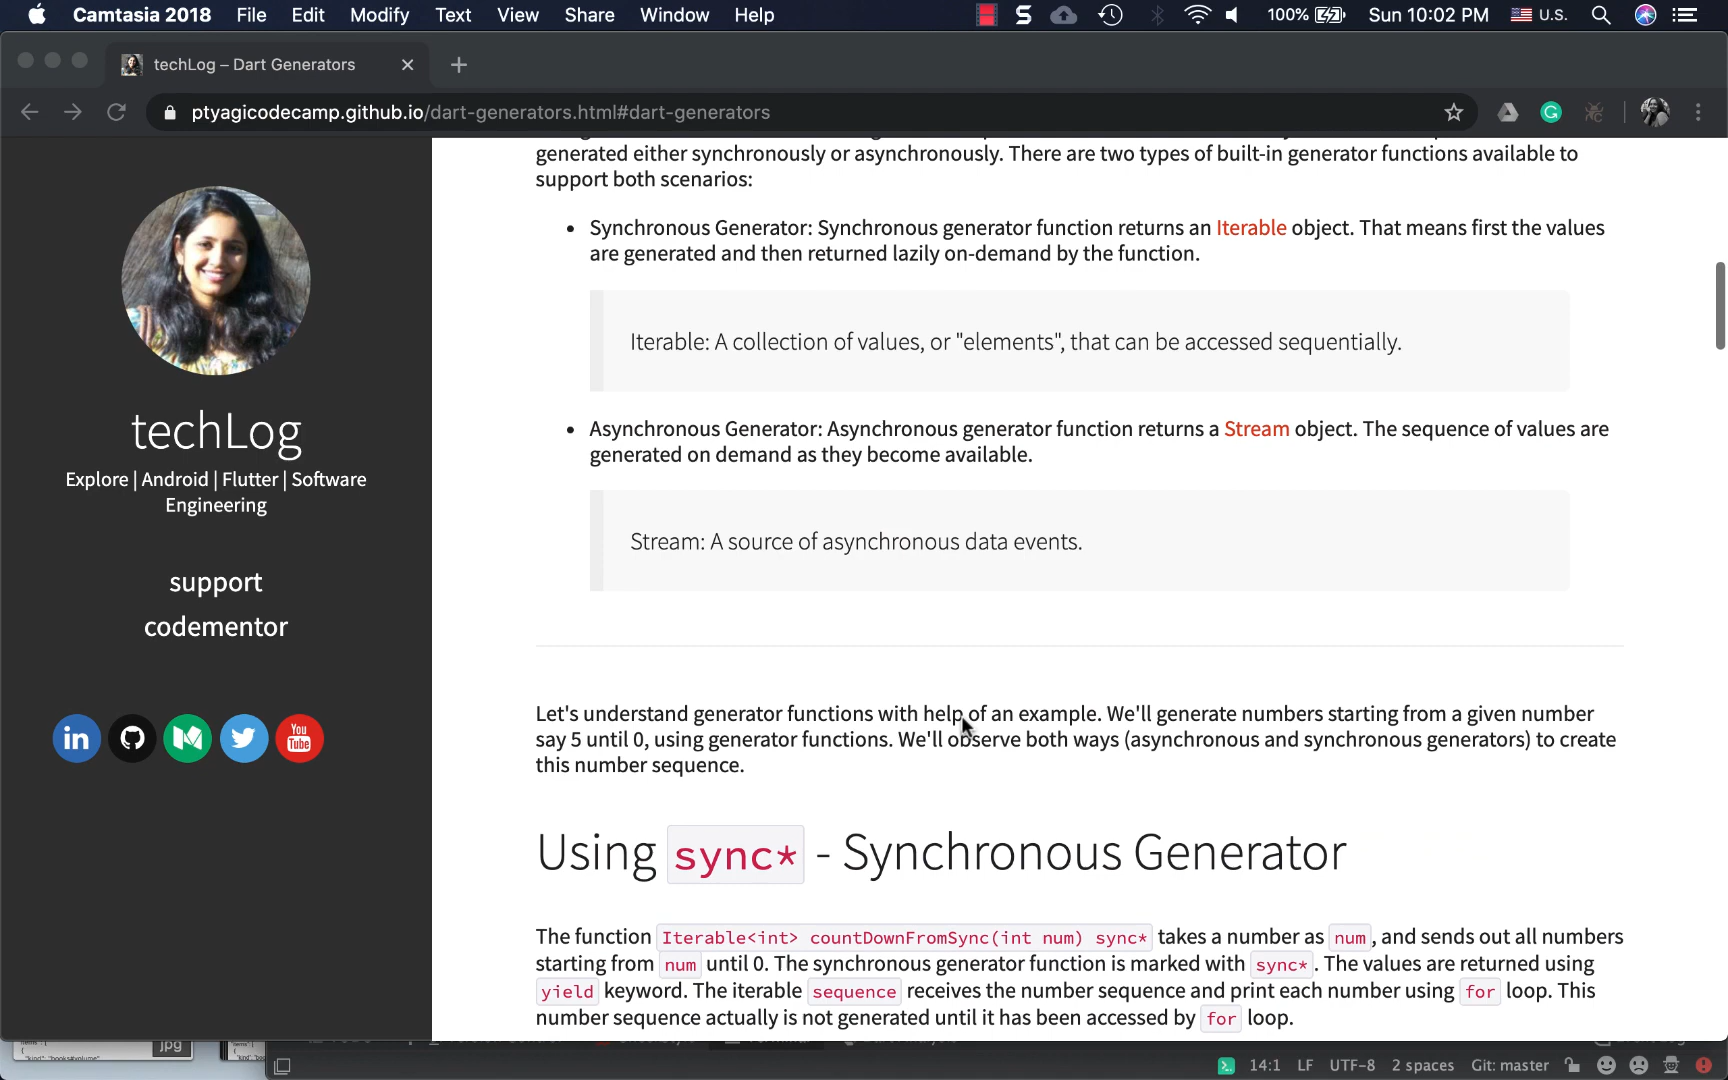 Camtasia 2018 File Edit Modify Text View Share Window Help
100% Sun 10:02 PM U.S.
techLog – Dart Generators
ptyagicodecamp.github.io/dart-generators.html#dart-generators
generated either synchronously or asynchronously. There are two types of built-in generator functions available to
support both scenarios:
Synchronous Generator: Synchronous generator function returns an Iterable object. That means first the values
are generated and then returned lazily on-demand by the function.
Iterable: A collection of values, or "elements", that can be accessed sequentially.
Asynchronous Generator: Asynchronous generator function returns a Stream object. The sequence of values are
generated on demand as they become available.
Stream: A source of asynchronous data events.
techLog
Explore | Android | Flutter | Software
Engineering
support
codementor
in
You
Tube
Let's understand generator functions with help of an example. We'll generate numbers starting from a given number
say 5 until 0, using generator functions. We'll observe both ways (asynchronous and synchronous generators) to create
this number sequence.
Using sync* - Synchronous Generator
The function Iterable<int> countDownFromSync(int num) sync* takes a number as num, and sends out all numbers
starting from num until 0. The synchronous generator function is marked with sync*. The values are returned using
yield keyword. The iterable sequence receives the number sequence and print each number using for loop. This
number sequence actually is not generated until it has been accessed by for loop.
jpg
14:1 LF UTF-8 2 spaces Git: master